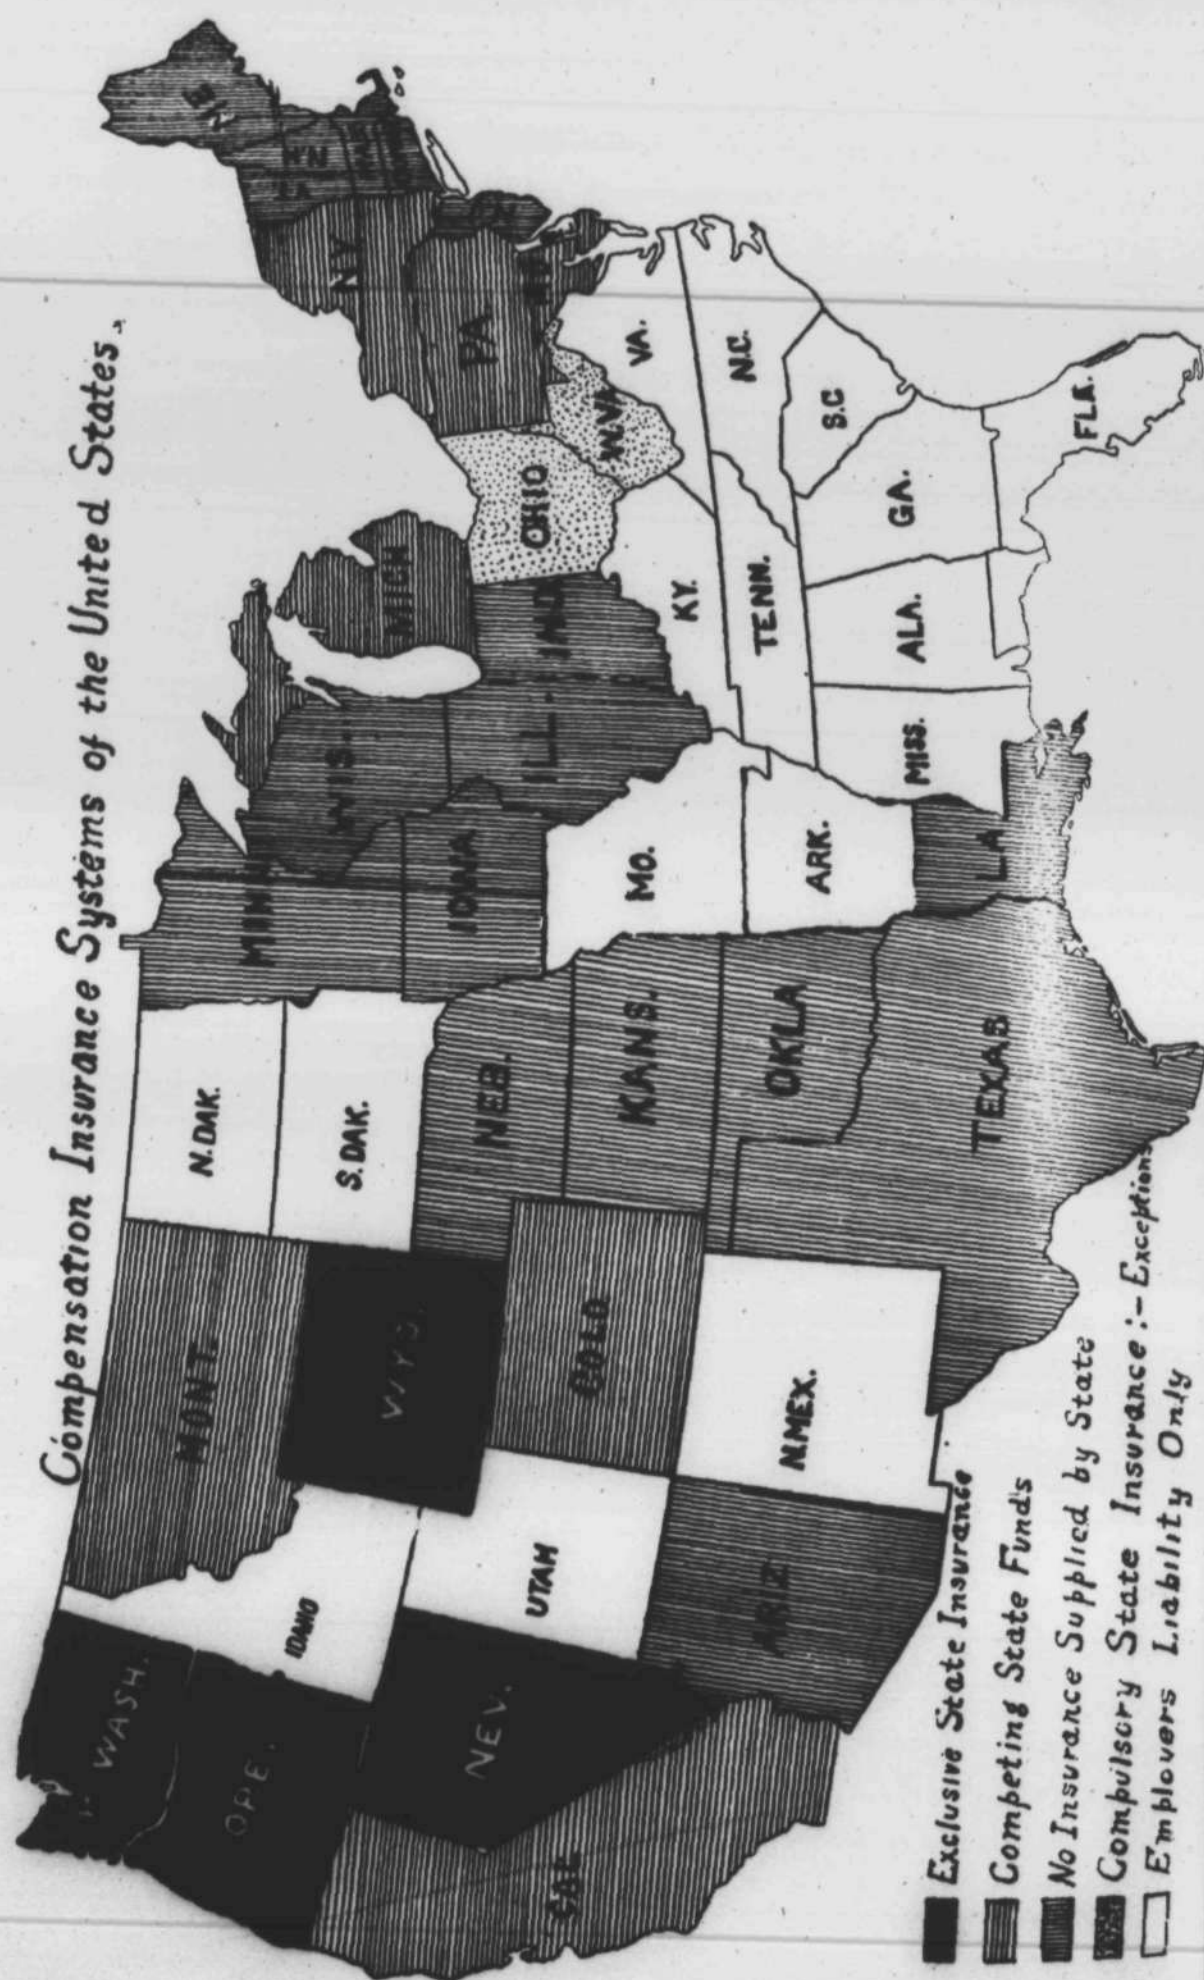 Compensation Insurance Systems of the United States.
WASH.
ORE.
CAL
NEV.
IDAHO
UTAH
ARIZ
MONT.
WYO.
COLO
N.MEX.
N.DAK.
S.DAK.
NEB.
KANS.
OKLA
TEXAS
MINN
IOWA
MO.
ARK.
LA
WIS.
ILL
IND
MICH
OHIO
KY.
TENN.
MISS.
ALA.
GA.
FLA.
S.C
N.C.
VA.
W.VA
PA
NY
ME
Exclusive State Insurance
Competing State Funds
No Insurance Supplied by State
Compulsory State Insurance:- Exceptions
Employers Liability Only